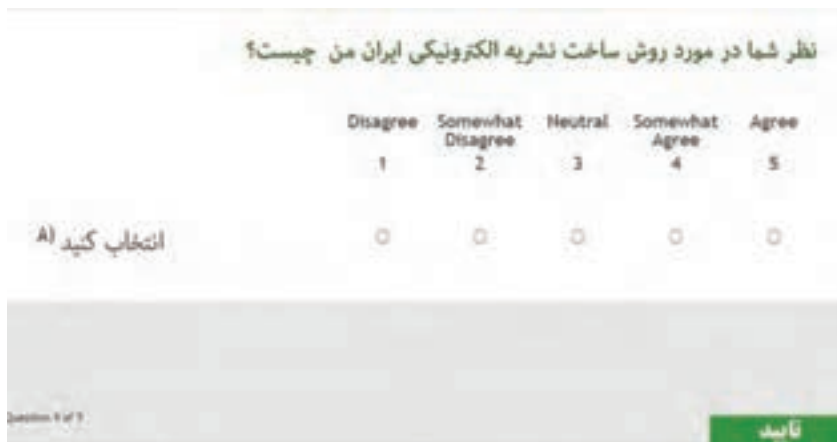 نظر شما در مورد روش ساخت نشریه الکترونیکی ایران من چیست؟
Disagree Somewhat Disagree Neutral Somewhat Agree Agree
1 2 3 4 5
انتخاب کنید (A
تایید